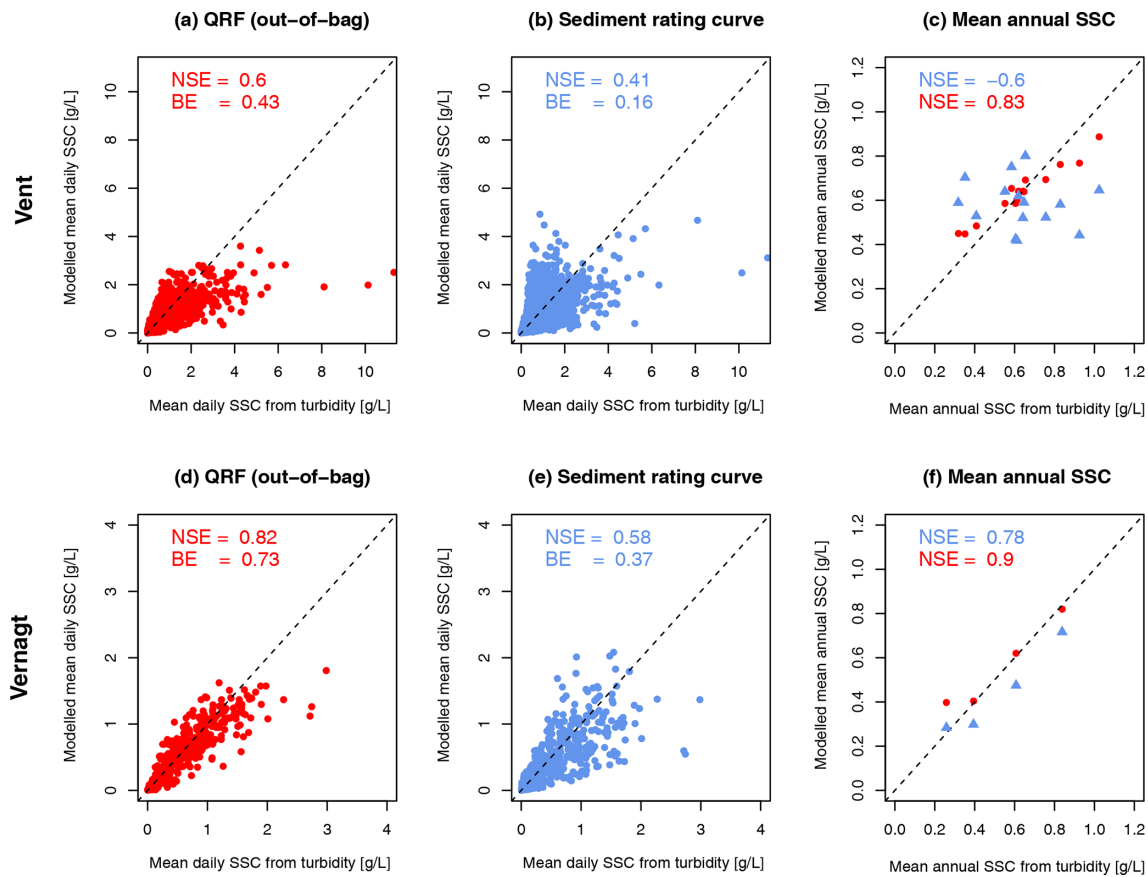 (a) QRF (out−of−bag)
(b) Sediment rating curve
(c) Mean annual SSC
Vent
NSE = 0.6
BE = 0.43
Modelled mean daily SSC [g/L]
0 2 4 6 8 10
0 2 4 6 8 10
Mean daily SSC from turbidity [g/L]
NSE = 0.41
BE = 0.16
Modelled mean daily SSC [g/L]
0 2 4 6 8 10
0 2 4 6 8 10
Mean daily SSC from turbidity [g/L]
NSE = −0.6
NSE = 0.83
Modelled mean annual SSC [g/L]
0.0 0.2 0.4 0.6 0.8 1.0 1.2
0.0 0.2 0.4 0.6 0.8 1.0 1.2
Mean annual SSC from turbidity [g/L]
(d) QRF (out−of−bag)
(e) Sediment rating curve
(f) Mean annual SSC
Vernagt
NSE = 0.82
BE = 0.73
Modelled mean daily SSC [g/L]
0 1 2 3 4
0 1 2 3 4
Mean daily SSC from turbidity [g/L]
NSE = 0.58
BE = 0.37
Modelled mean daily SSC [g/L]
0 1 2 3 4
0 1 2 3 4
Mean daily SSC from turbidity [g/L]
NSE = 0.78
NSE = 0.9
Modelled mean annual SSC [g/L]
0.0 0.2 0.4 0.6 0.8 1.0 1.2
0.0 0.2 0.4 0.6 0.8 1.0 1.2
Mean annual SSC from turbidity [g/L]